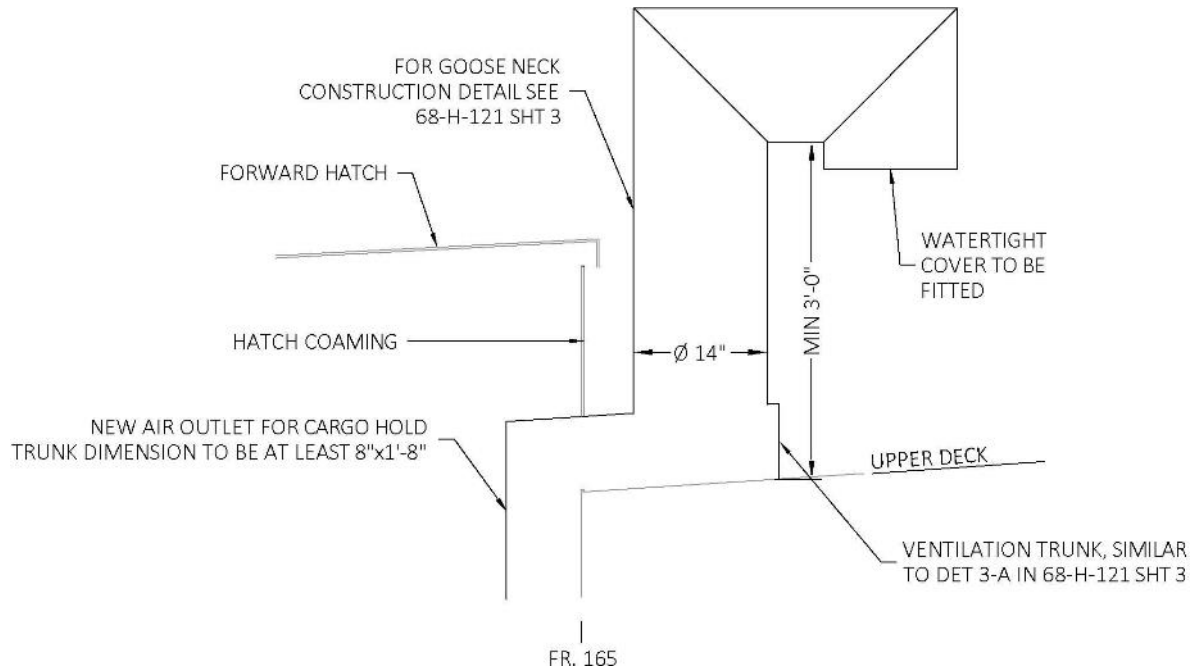 FOR GOOSE NECK
CONSTRUCTION DETAIL SEE
68-H-121 SHT 3
FORWARD HATCH
WATERTIGHT
COVER TO BE
FITTED
MIN 3'-0"
HATCH COAMING
Ø 14"
NEW AIR OUTLET FOR CARGO HOLD
TRUNK DIMENSION TO BE AT LEAST 8"x1'-8"
UPPER DECK
VENTILATION TRUNK, SIMILAR
TO DET 3-A IN 68-H-121 SHT 3
FR. 165